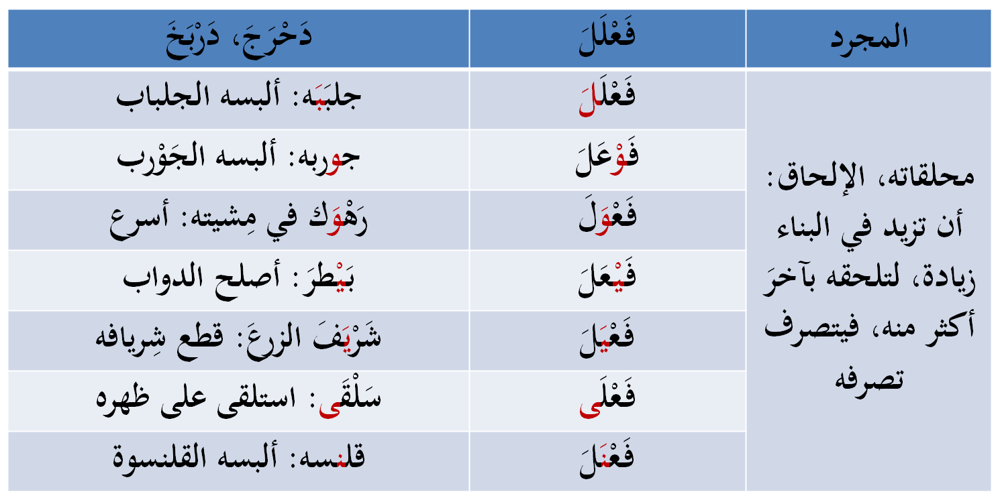 المجرد
فَعْلَلَ
دَحْرَجَ، دَرْبَخَ
محلقاته، الإلحاق:
أن تزيد في البناء
زيادة، لتلحقه بآخرَ
أكثر منه، فيتصرف
تصرفه
فَعْلَلَ
جلبَبَه: ألبسه الجلباب
فَوْعَلَ
جوربه: ألبسه الجَوْرب
فَعْوَلَ
رَهْوَك في مِشيته: أسرع
فَيْعَلَ
بَيْطرَ: أصلح الدواب
فَعْيَلَ
شَرْيَفَ الزرعَ: قطع شِريافه
فَعْلَى
سَلْقَى: استلقى على ظهره
فَعْنَلَ
قلنسه: ألبسه القلنسوة